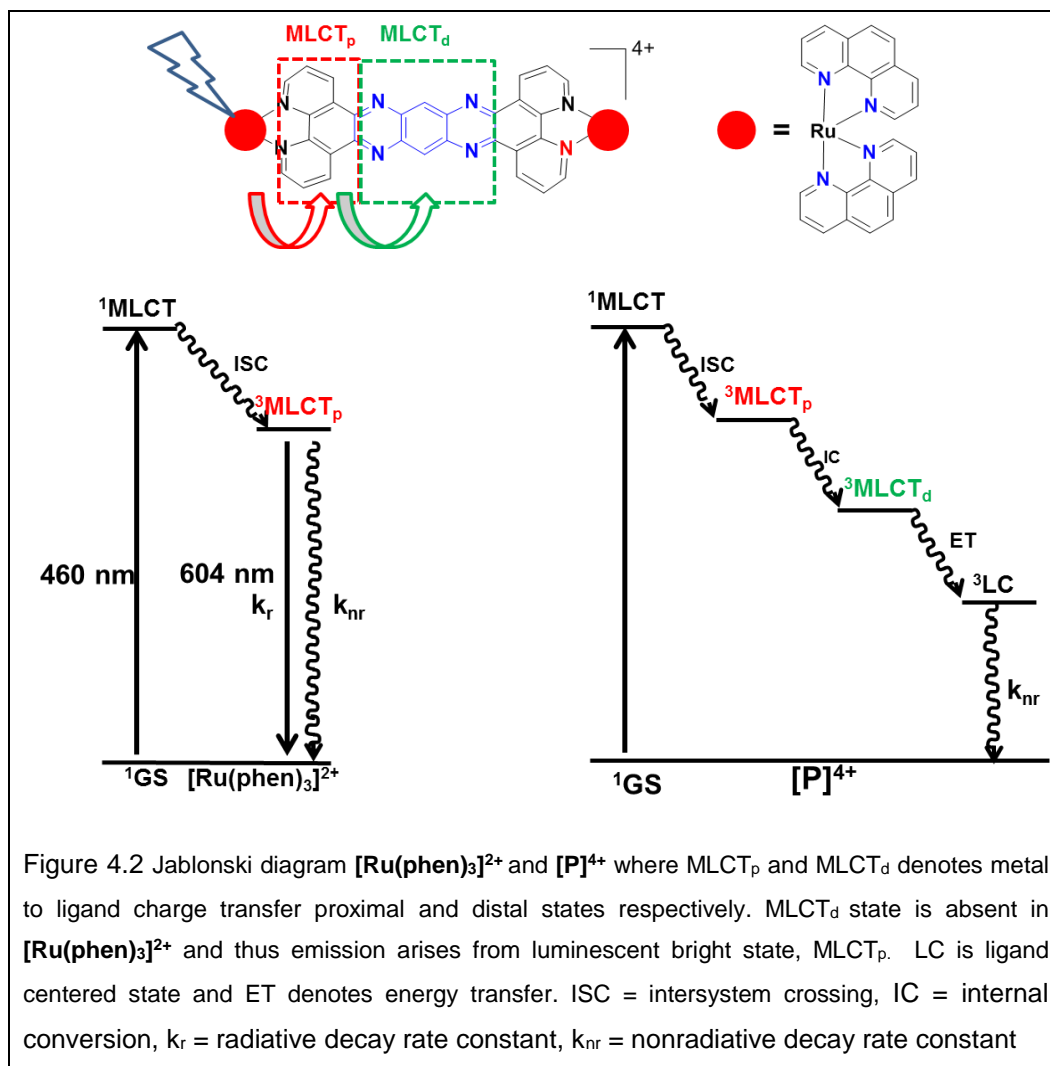 MLCTp MLCTd
4+
N N N N
N N N N
= Ru
N N
N N
¹MLCT
ISC
³MLCTp
460 nm
604 nm
kr
knr
¹GS [Ru(phen)₃]²⁺
¹MLCT
ISC
³MLCTp
IC
³MLCTd
ET
³LC
knr
¹GS
[P]⁴⁺
Figure 4.2 Jablonski diagram [Ru(phen)₃]²⁺ and [P]⁴⁺ where MLCTp and MLCTd denotes metal
to ligand charge transfer proximal and distal states respectively. MLCTd state is absent in
[Ru(phen)₃]²⁺ and thus emission arises from luminescent bright state, MLCTp. LC is ligand
centered state and ET denotes energy transfer. ISC = intersystem crossing, IC = internal
conversion, kr = radiative decay rate constant, knr = nonradiative decay rate constant